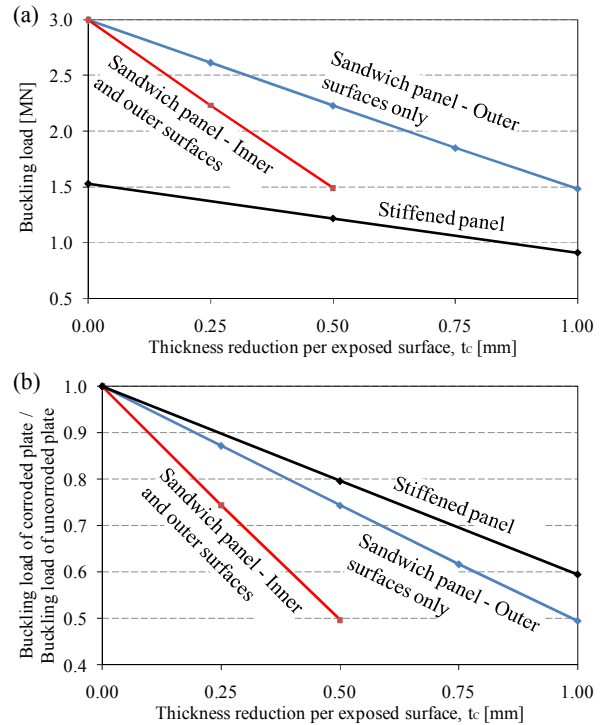 (a)
Buckling load [MN]
3.0
2.5
2.0
1.5
1.0
0.5
Sandwich panel - Inner
and outer surfaces
Sandwich panel - Outer
surfaces only
Stiffened panel
0.00 0.25 0.50 0.75 1.00
Thickness reduction per exposed surface, tc [mm]
(b)
Buckling load of corroded plate /
Buckling load of uncorroded plate
1.0
0.9
0.8
0.7
0.6
0.5
0.4
Stiffened panel
Sandwich panel - Inner
and outer surfaces
Sandwich panel - Outer
surfaces only
0.00 0.25 0.50 0.75 1.00
Thickness reduction per exposed surface, tc [mm]